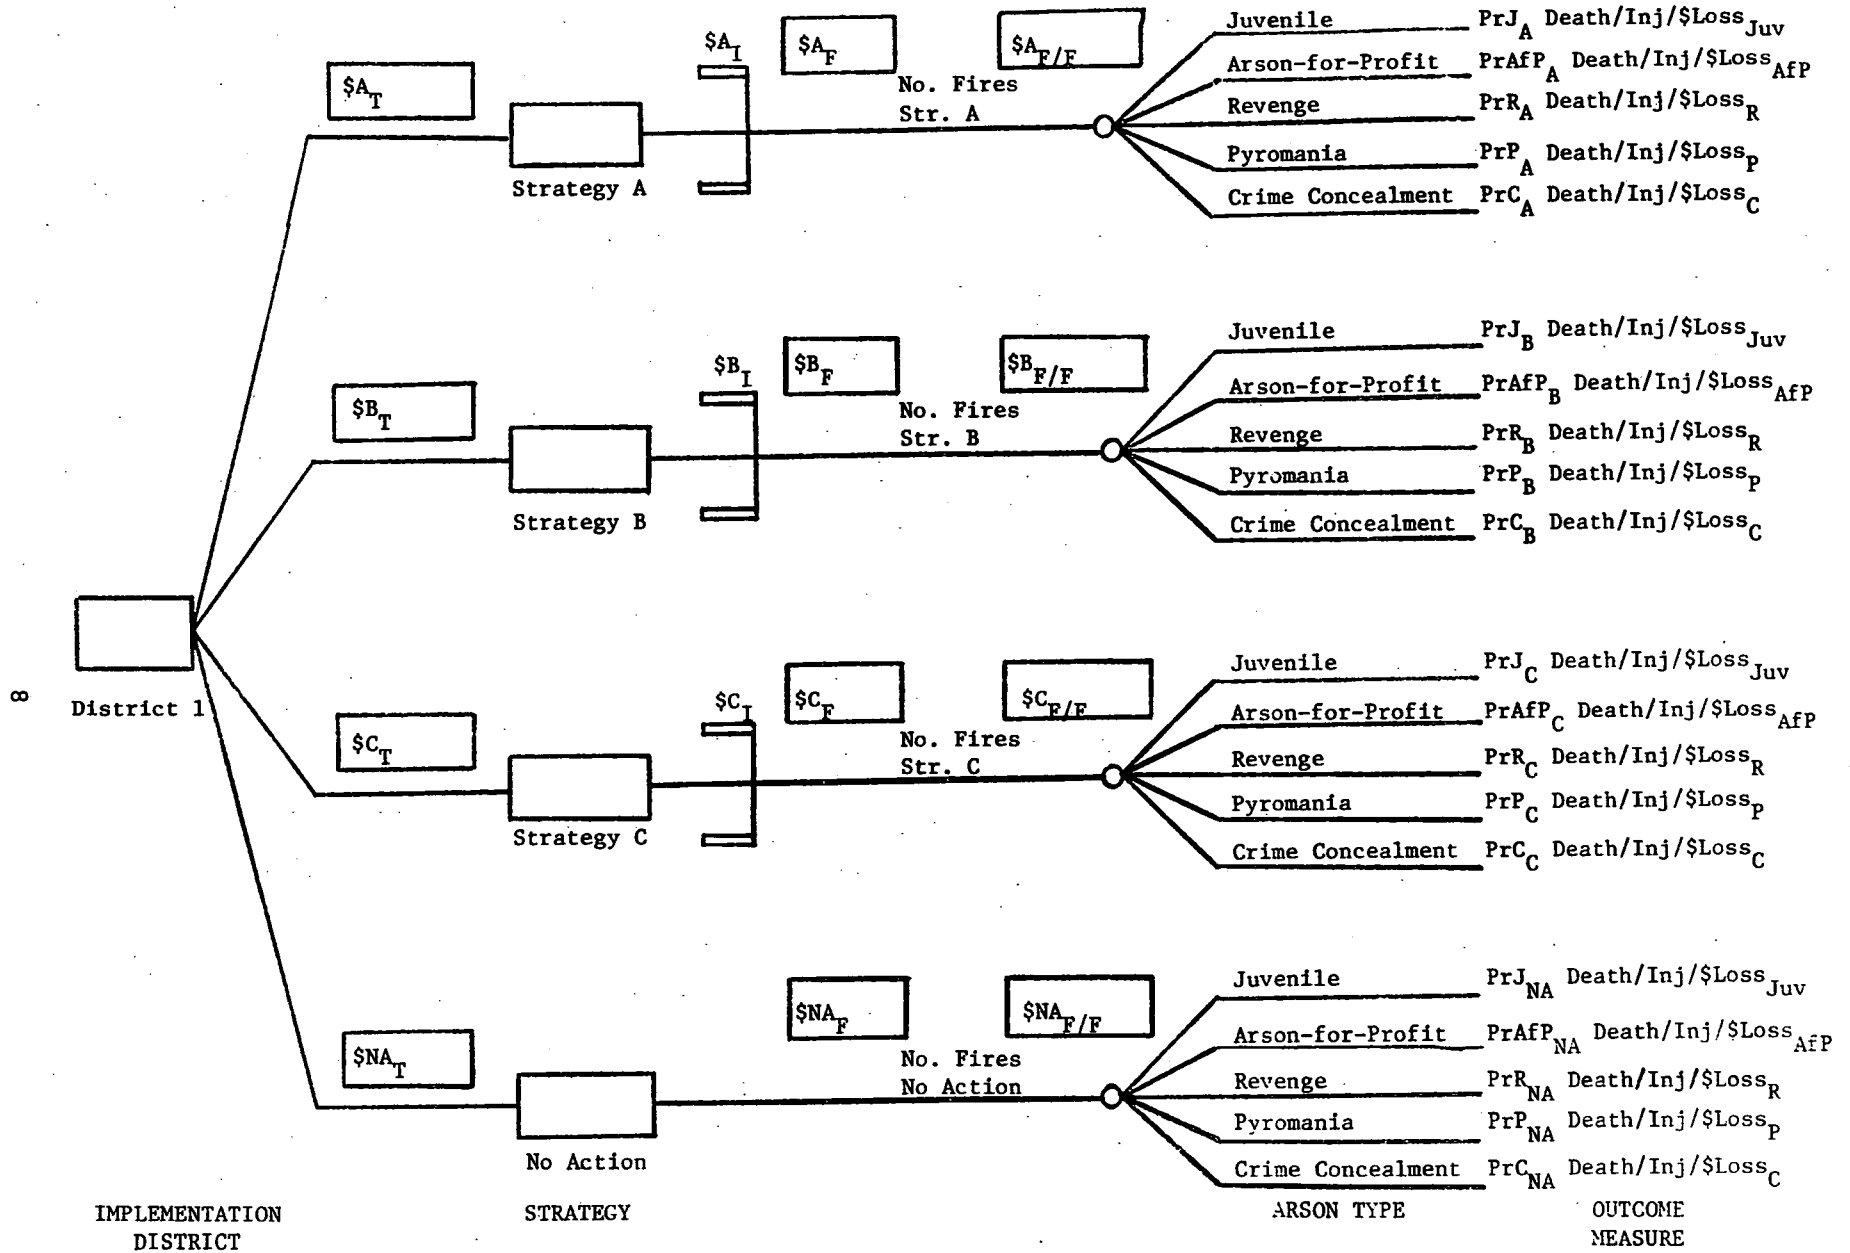 $A_I $A_F $A_F/F Juvenile PrJ_A Death/Inj/$Loss_Juv
$A_T No. Fires Arson-for-Profit PrAfP_A Death/Inj/$Loss_AfP
Str. A Revenge PrR_A Death/Inj/$Loss_R
Pyromania PrP_A Death/Inj/$Loss_P
Strategy A Crime Concealment PrC_A Death/Inj/$Loss_C
Juvenile PrJ_B Death/Inj/$Loss_Juv
$B_I $B_F $B_F/F
$B_T No. Fires Arson-for-Profit PrAfP_B Death/Inj/$Loss_AfP
Str. B Revenge PrR_B Death/Inj/$Loss_R
Pyromania PrP_B Death/Inj/$Loss_P
Strategy B Crime Concealment PrC_B Death/Inj/$Loss_C
Juvenile PrJ_C Death/Inj/$Loss_Juv
8 District 1 $C_I $C_F $C_F/F Arson-for-Profit PrAfP_C Death/Inj/$Loss_AfP
$C_T No. Fires
Str. C Revenge PrR_C Death/Inj/$Loss_R
Pyromania PrP_C Death/Inj/$Loss_P
Strategy C Crime Concealment PrC_C Death/Inj/$Loss_C
Juvenile PrJ_NA Death/Inj/$Loss_Juv
$NA_F $NA_F/F
$NA_T No. Fires Arson-for-Profit PrAfP_NA Death/Inj/$Loss_AfP
No Action Revenge PrR_NA Death/Inj/$Loss_R
Pyromania PrP_NA Death/Inj/$Loss_P
No Action Crime Concealment PrC_NA Death/Inj/$Loss_C
IMPLEMENTATION STRATEGY ARSON TYPE OUTCOME
DISTRICT MEASURE